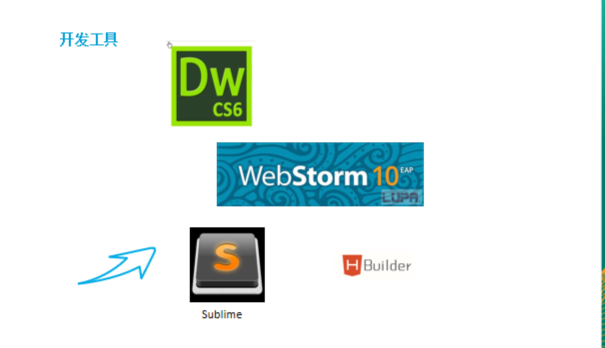 开发工具
Dw
CS6
WebStorm 10 EAP
LUPA
S
H Builder
Sublime